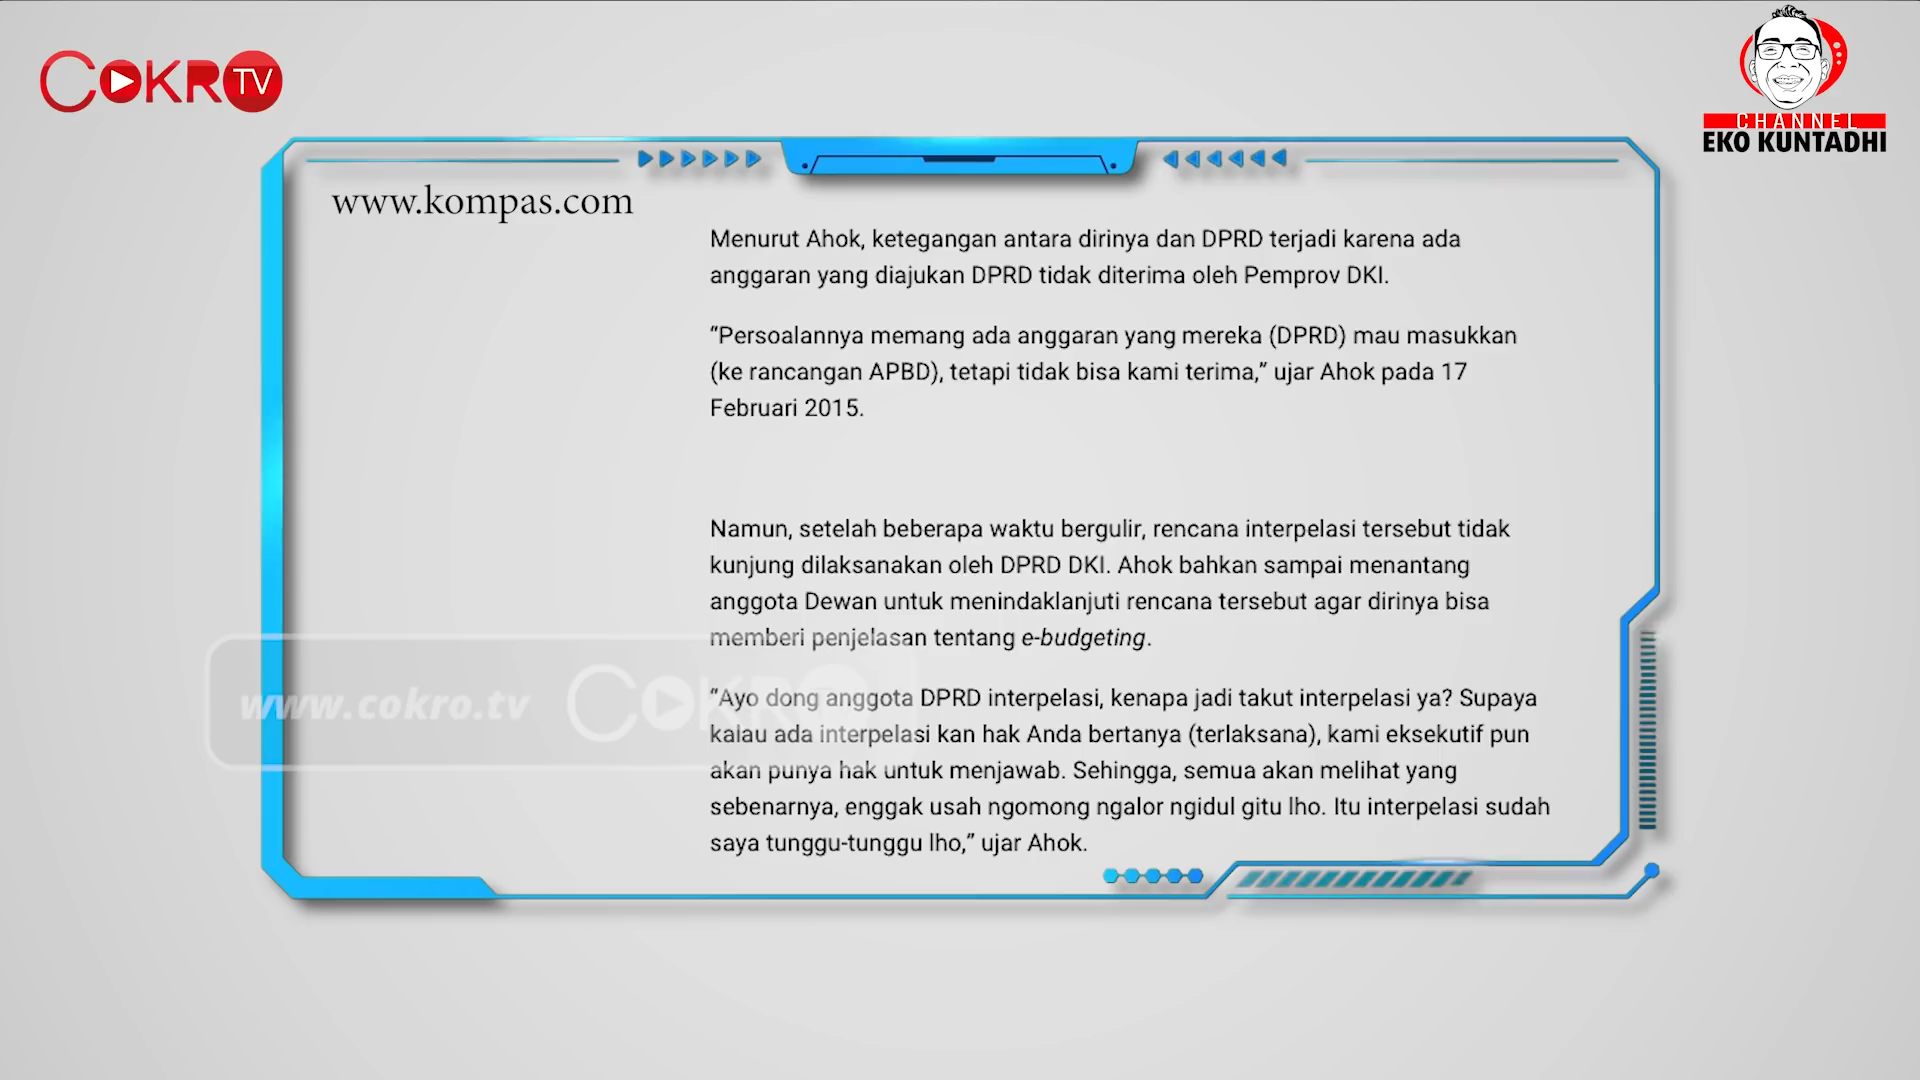 COKRO TV
CHANNEL
EKO KUNTADHI
www.kompas.com
Menurut Ahok, ketegangan antara dirinya dan DPRD terjadi karena ada
anggaran yang diajukan DPRD tidak diterima oleh Pemprov DKI.
“Persoalannya memang ada anggaran yang mereka (DPRD) mau masukkan
(ke rancangan APBD), tetapi tidak bisa kami terima,” ujar Ahok pada 17
Februari 2015.
Namun, setelah beberapa waktu bergulir, rencana interpelasi tersebut tidak
kunjung dilaksanakan oleh DPRD DKI. Ahok bahkan sampai menantang
anggota Dewan untuk menindaklanjuti rencana tersebut agar dirinya bisa
memberi penjelasan tentang e-budgeting.
“Ayo dong anggota DPRD interpelasi, kenapa jadi takut interpelasi ya? Supaya
kalau ada interpelasi kan hak Anda bertanya (terlaksana), kami eksekutif pun
akan punya hak untuk menjawab. Sehingga, semua akan melihat yang
sebenarnya, enggak usah ngomong ngalor ngidul gitu lho. Itu interpelasi sudah
saya tunggu-tunggu lho,” ujar Ahok.
www.cokro.tv
COKRO